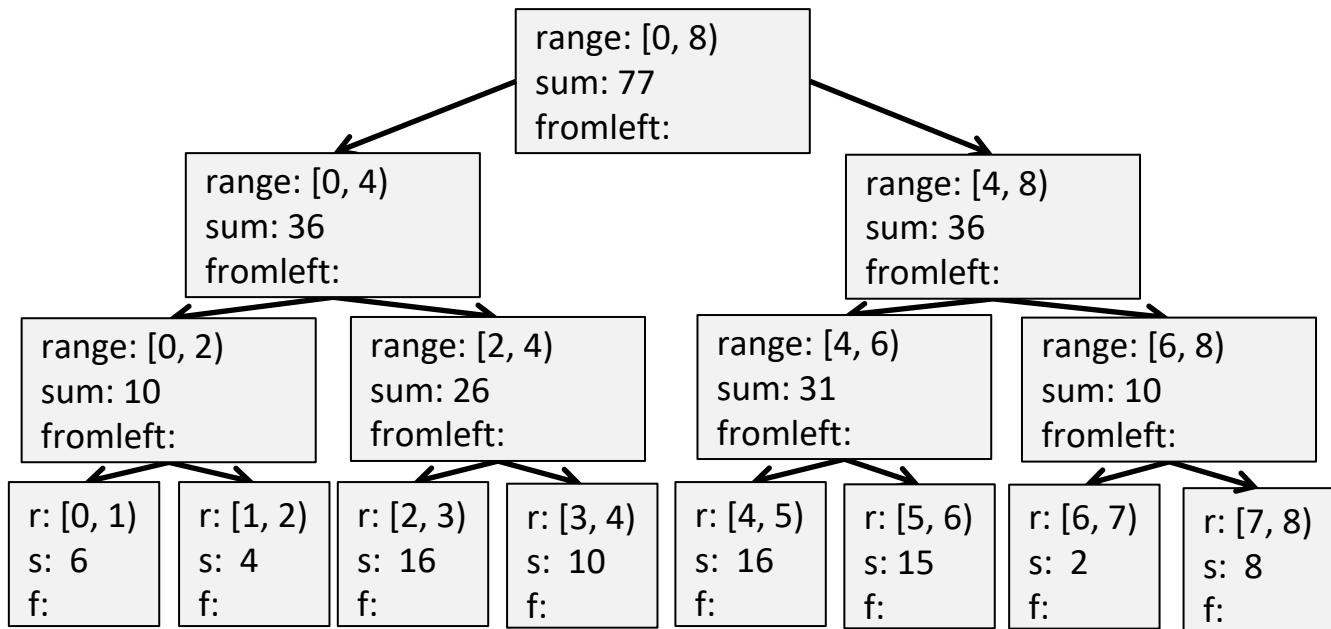 range: [0, 8)
sum: 77
fromleft:
range: [0, 4)
sum: 36
fromleft:
range: [4, 8)
sum: 36
fromleft:
range: [0, 2)
sum: 10
fromleft:
range: [2, 4)
sum: 26
fromleft:
range: [4, 6)
sum: 31
fromleft:
range: [6, 8)
sum: 10
fromleft:
r: [0, 1)
s: 6
f:
r: [1, 2)
s: 4
f:
r: [2, 3)
s: 16
f:
r: [3, 4)
s: 10
f:
r: [4, 5)
s: 16
f:
r: [5, 6)
s: 15
f:
r: [6, 7)
s: 2
f:
r: [7, 8)
s: 8
f: